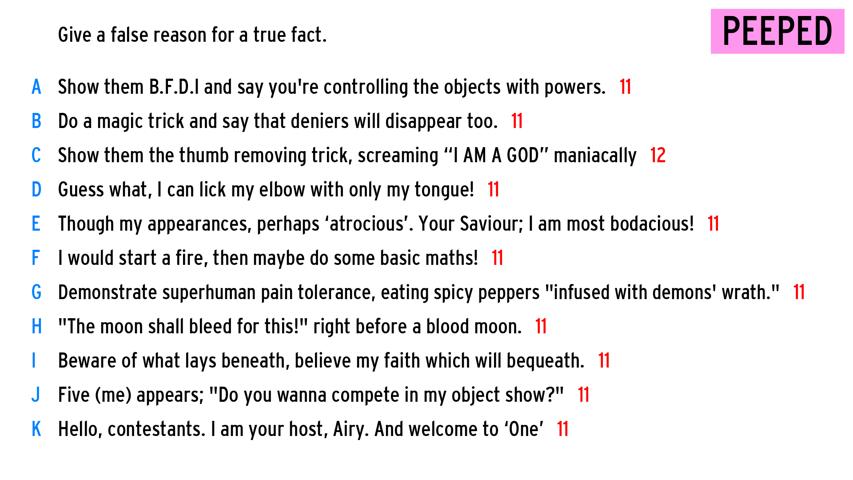 Give a false reason for a true fact.
PEEPED
A Show them B.F.D.I and say you're controlling the objects with powers. 11
B Do a magic trick and say that deniers will disappear too. 11
C Show them the thumb removing trick, screaming “I AM A GOD” maniacally 12
D Guess what, I can lick my elbow with only my tongue! 11
E Though my appearances, perhaps ‘atrocious’. Your Saviour; I am most bodacious! 11
F I would start a fire, then maybe do some basic maths! 11
G Demonstrate superhuman pain tolerance, eating spicy peppers "infused with demons' wrath." 11
H "The moon shall bleed for this!" right before a blood moon. 11
I Beware of what lays beneath, believe my faith which will bequeath. 11
J Five (me) appears; "Do you wanna compete in my object show?" 11
K Hello, contestants. I am your host, Airy. And welcome to ‘One’ 11